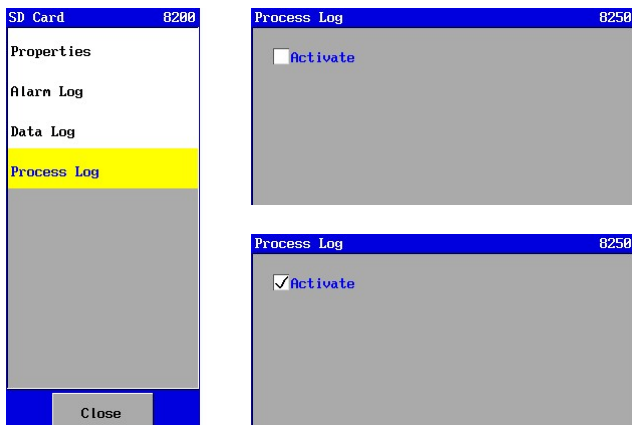 SD Card 8200
Properties
Alarm Log
Data Log
Process Log
Close
Process Log 8250
Activate
Process Log 8250
Activate